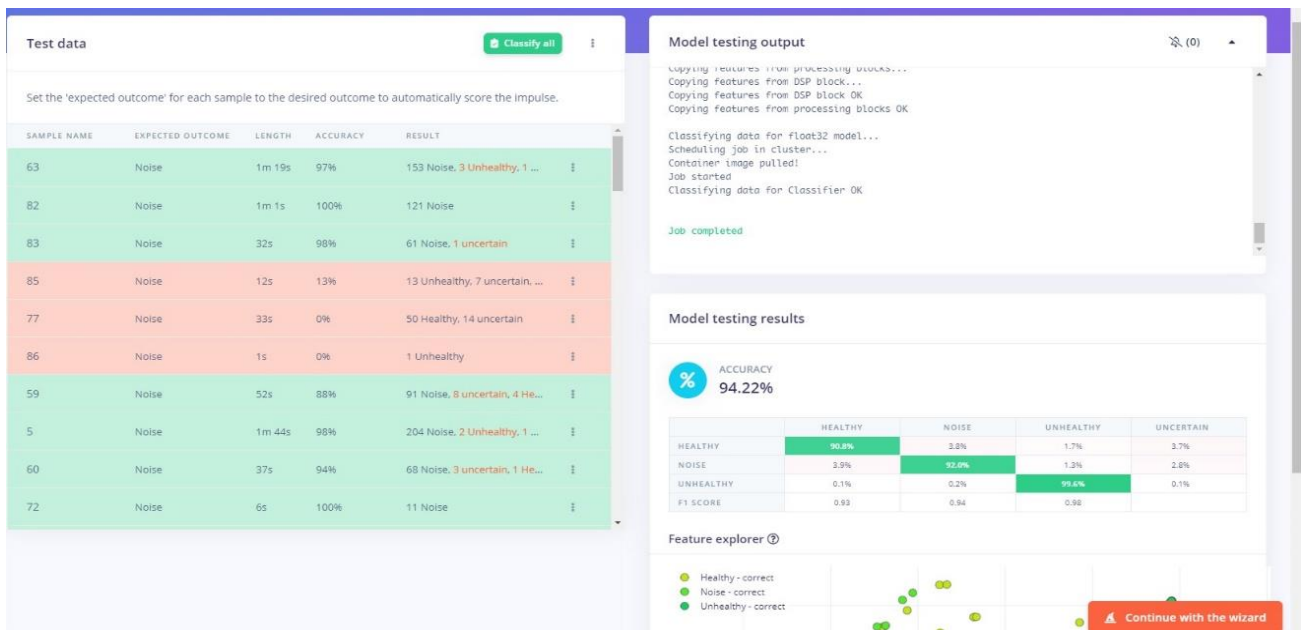 Test data
Classify all
Set the 'expected outcome' for each sample to the desired outcome to automatically score the impulse.
SAMPLE NAME EXPECTED OUTCOME LENGTH ACCURACY RESULT
63 Noise 1m 19s 97% 153 Noise, 3 Unhealthy, 1 ...
82 Noise 1m 1s 100% 121 Noise
83 Noise 32s 98% 61 Noise, 1 uncertain
85 Noise 12s 13% 13 Unhealthy, 7 uncertain, ...
77 Noise 33s 0% 50 Healthy, 14 uncertain
86 Noise 1s 0% 1 Unhealthy
59 Noise 52s 88% 91 Noise, 8 uncertain, 4 He...
5 Noise 1m 44s 98% 204 Noise, 2 Unhealthy, 1 ...
60 Noise 37s 94% 68 Noise, 3 uncertain, 1 He...
72 Noise 6s 100% 11 Noise
Model testing output
(0)
Copying features from processing blocks...
Copying features from DSP block...
Copying features from DSP block OK
Copying features from processing blocks OK
Classifying data for float32 model...
Scheduling job in cluster...
Container image pulled!
Job started
Classifying data for Classifier OK
Job completed
Model testing results
%
ACCURACY
94.22%
HEALTHY NOISE UNHEALTHY UNCERTAIN
HEALTHY 90.8% 3.8% 1.7% 3.7%
NOISE 3.9% 92.0% 1.3% 2.8%
UNHEALTHY 0.1% 0.2% 99.6% 0.1%
F1 SCORE 0.93 0.94 0.98
Feature explorer ?
Healthy - correct
Noise - correct
Unhealthy - correct
Continue with the wizard